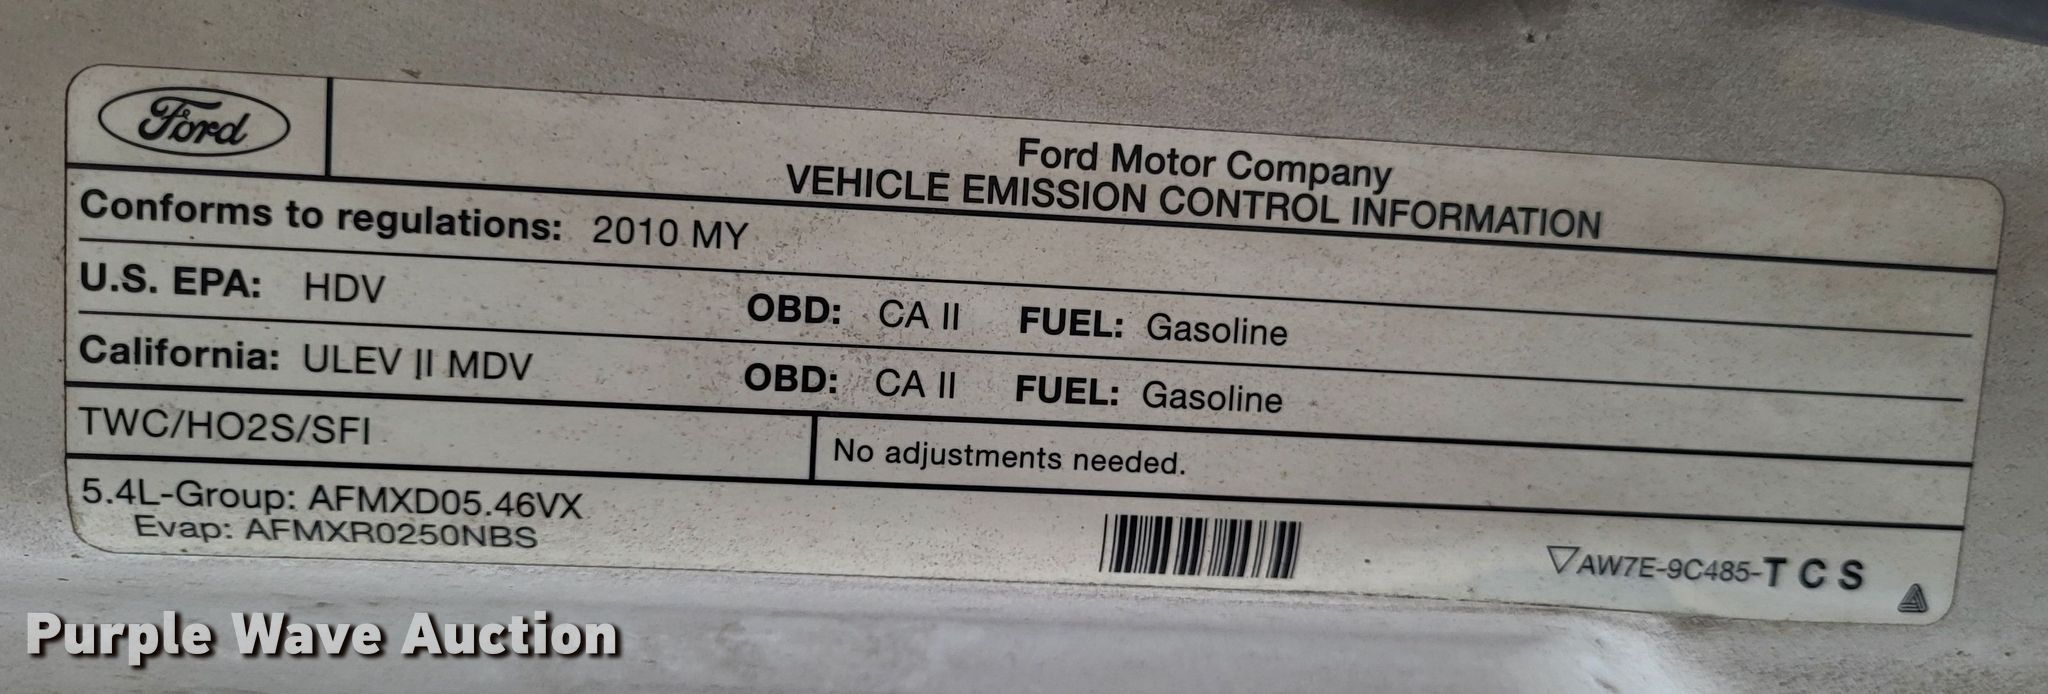 Ford
Ford Motor Company
VEHICLE EMISSION CONTROL INFORMATION
Conforms to regulations: 2010 MY
U.S. EPA: HDV OBD: CA II FUEL: Gasoline
California: ULEV II MDV OBD: CA II FUEL: Gasoline
TWC/HO2S/SFI
No adjustments needed.
5.4L-Group: AFMXD05.46VX
Evap: AFMXR0250NBS
AW7E-9C485-T C S
Purple Wave Auction